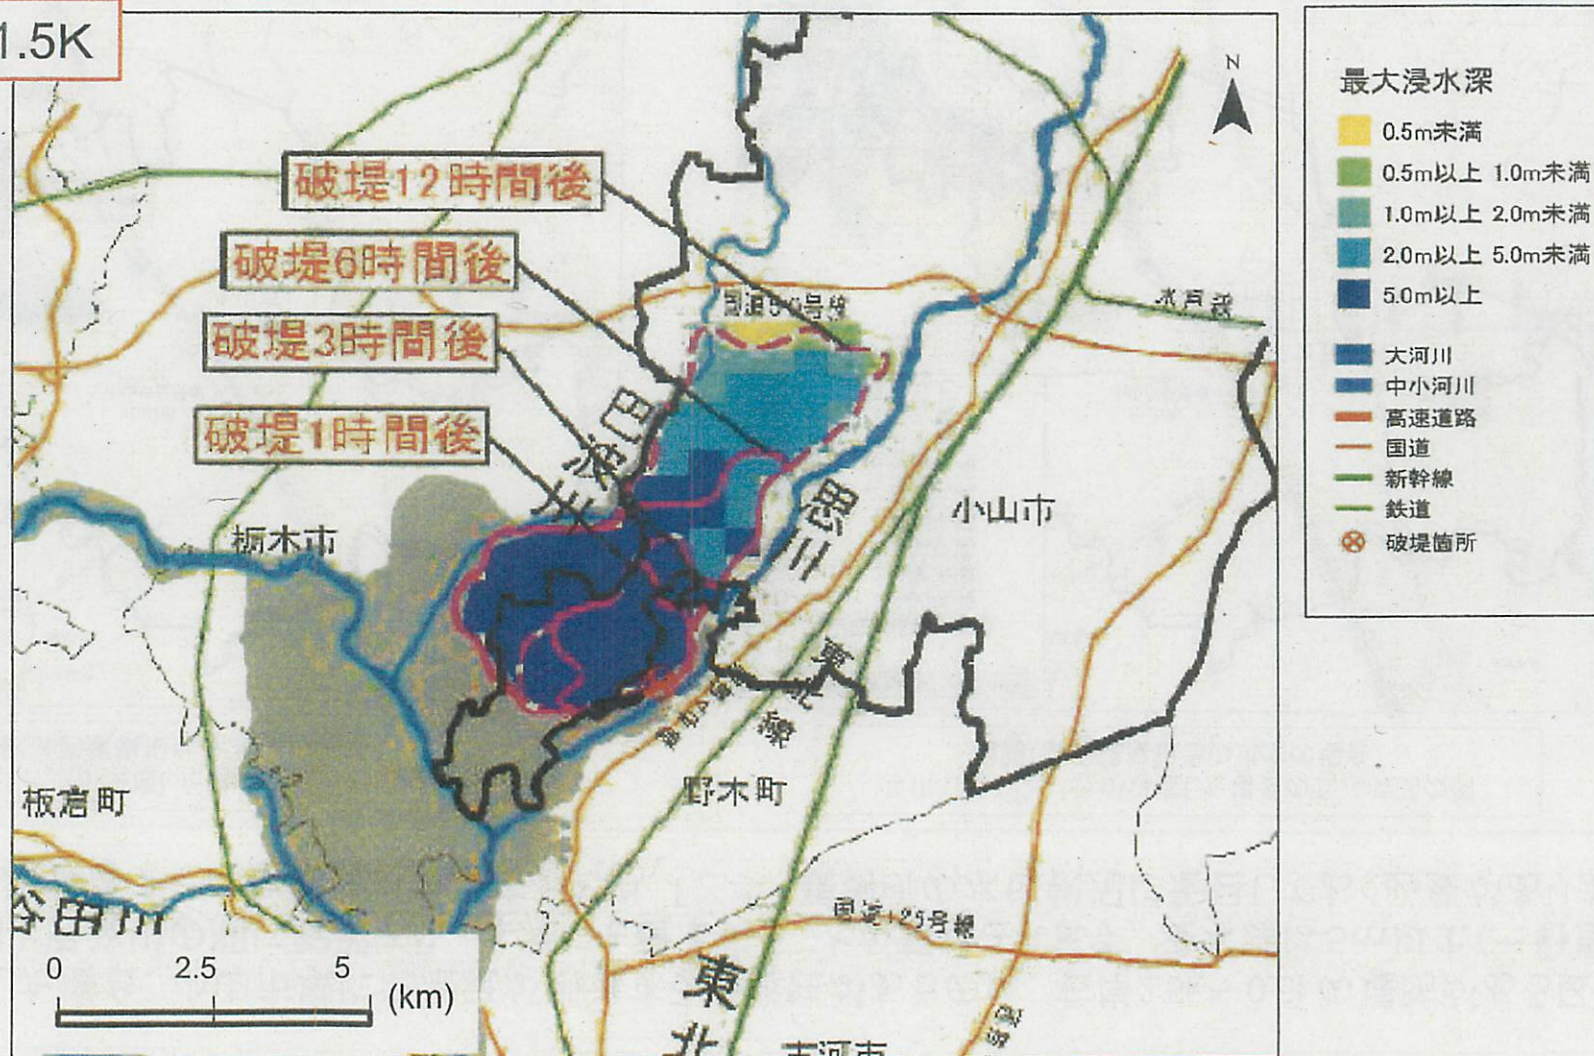 1.5K
N
破堤12時間後
破堤6時間後
破堤3時間後
破堤1時間後
国道50号線
水戸線
栃木市
小山市
東
北
線
板倉町
野木町
谷田川
国道125号線
東
北
古河市
0 2.5 5 (km)
最大浸水深
0.5m未満
0.5m以上 1.0m未満
1.0m以上 2.0m未満
2.0m以上 5.0m未満
5.0m以上
大河川
中小河川
高速道路
国道
新幹線
鉄道
破堤箇所